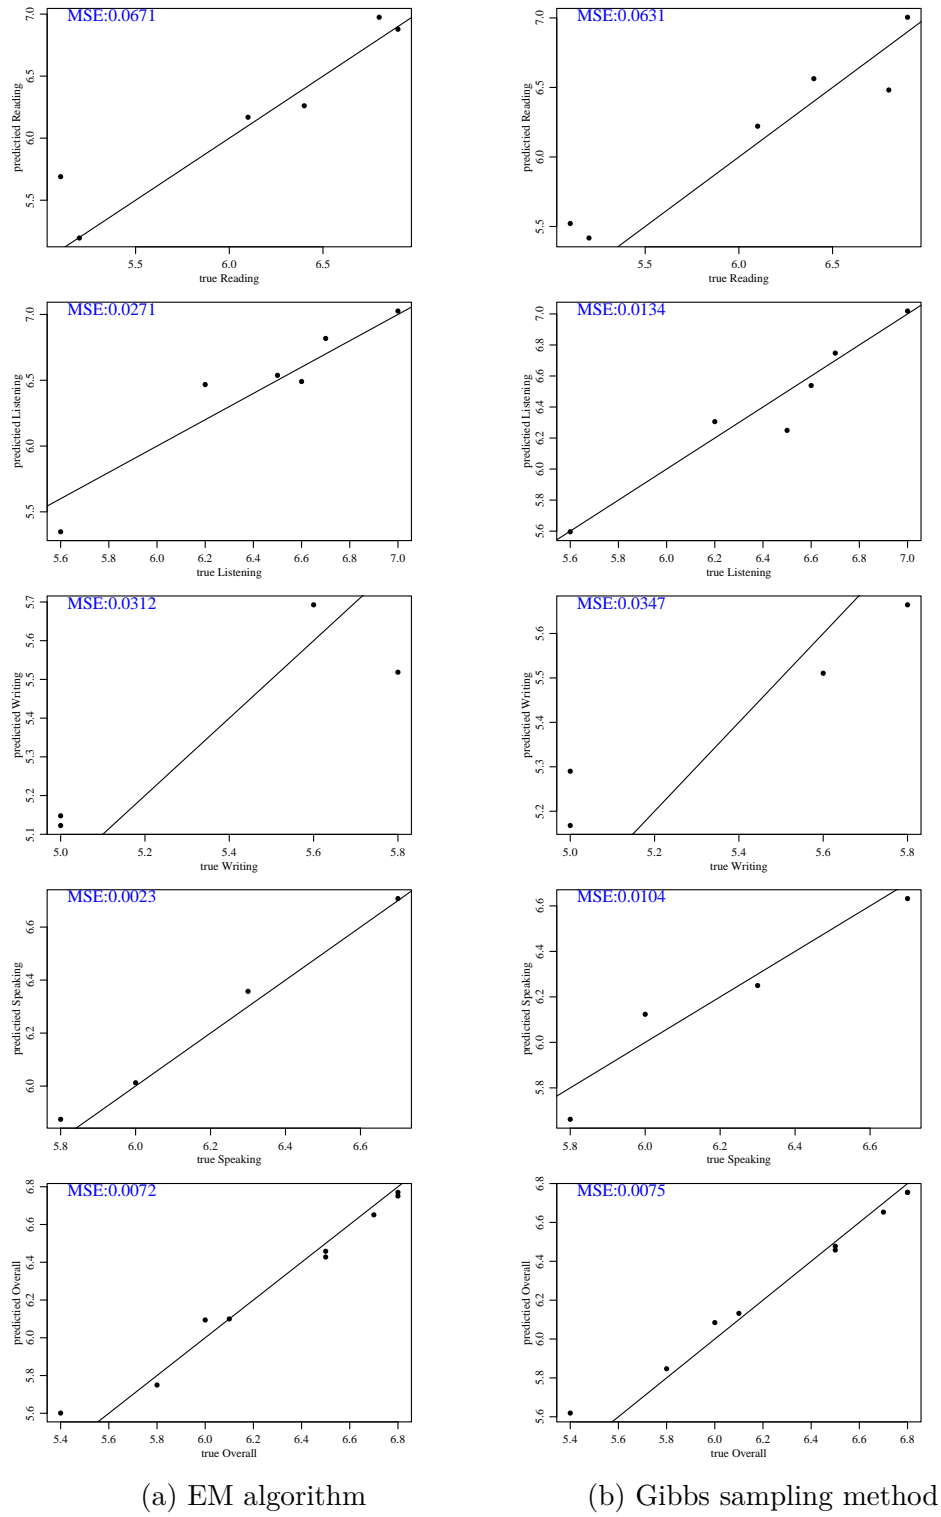 MSE:0.0671
predictied Reading
5.5 6.0 6.5 7.0
5.5 6.0 6.5
true Reading
MSE:0.0631
predictied Reading
5.5 6.0 6.5 7.0
5.5 6.0 6.5
true Reading
MSE:0.0271
predictied Listening
5.5 6.0 6.5 7.0
5.6 5.8 6.0 6.2 6.4 6.6 6.8 7.0
true Listening
MSE:0.0134
predictied Listening
5.6 5.8 6.0 6.2 6.4 6.6 6.8 7.0
5.6 5.8 6.0 6.2 6.4 6.6 6.8 7.0
true Listening
MSE:0.0312
predictied Writing
5.1 5.2 5.3 5.4 5.5 5.6 5.7
5.0 5.2 5.4 5.6 5.8
true Writing
MSE:0.0347
predictied Writing
5.2 5.3 5.4 5.5 5.6
5.0 5.2 5.4 5.6 5.8
true Writing
MSE:0.0023
predictied Speaking
6.0 6.2 6.4 6.6
5.8 6.0 6.2 6.4 6.6
true Speaking
MSE:0.0104
predictied Speaking
5.8 6.0 6.2 6.4 6.6
5.8 6.0 6.2 6.4 6.6
true Speaking
MSE:0.0072
predictied Overall
5.6 5.8 6.0 6.2 6.4 6.6 6.8
5.4 5.6 5.8 6.0 6.2 6.4 6.6 6.8
true Overall
MSE:0.0075
predictied Overall
5.6 5.8 6.0 6.2 6.4 6.6 6.8
5.4 5.6 5.8 6.0 6.2 6.4 6.6 6.8
true Overall
(a) EM algorithm
(b) Gibbs sampling method